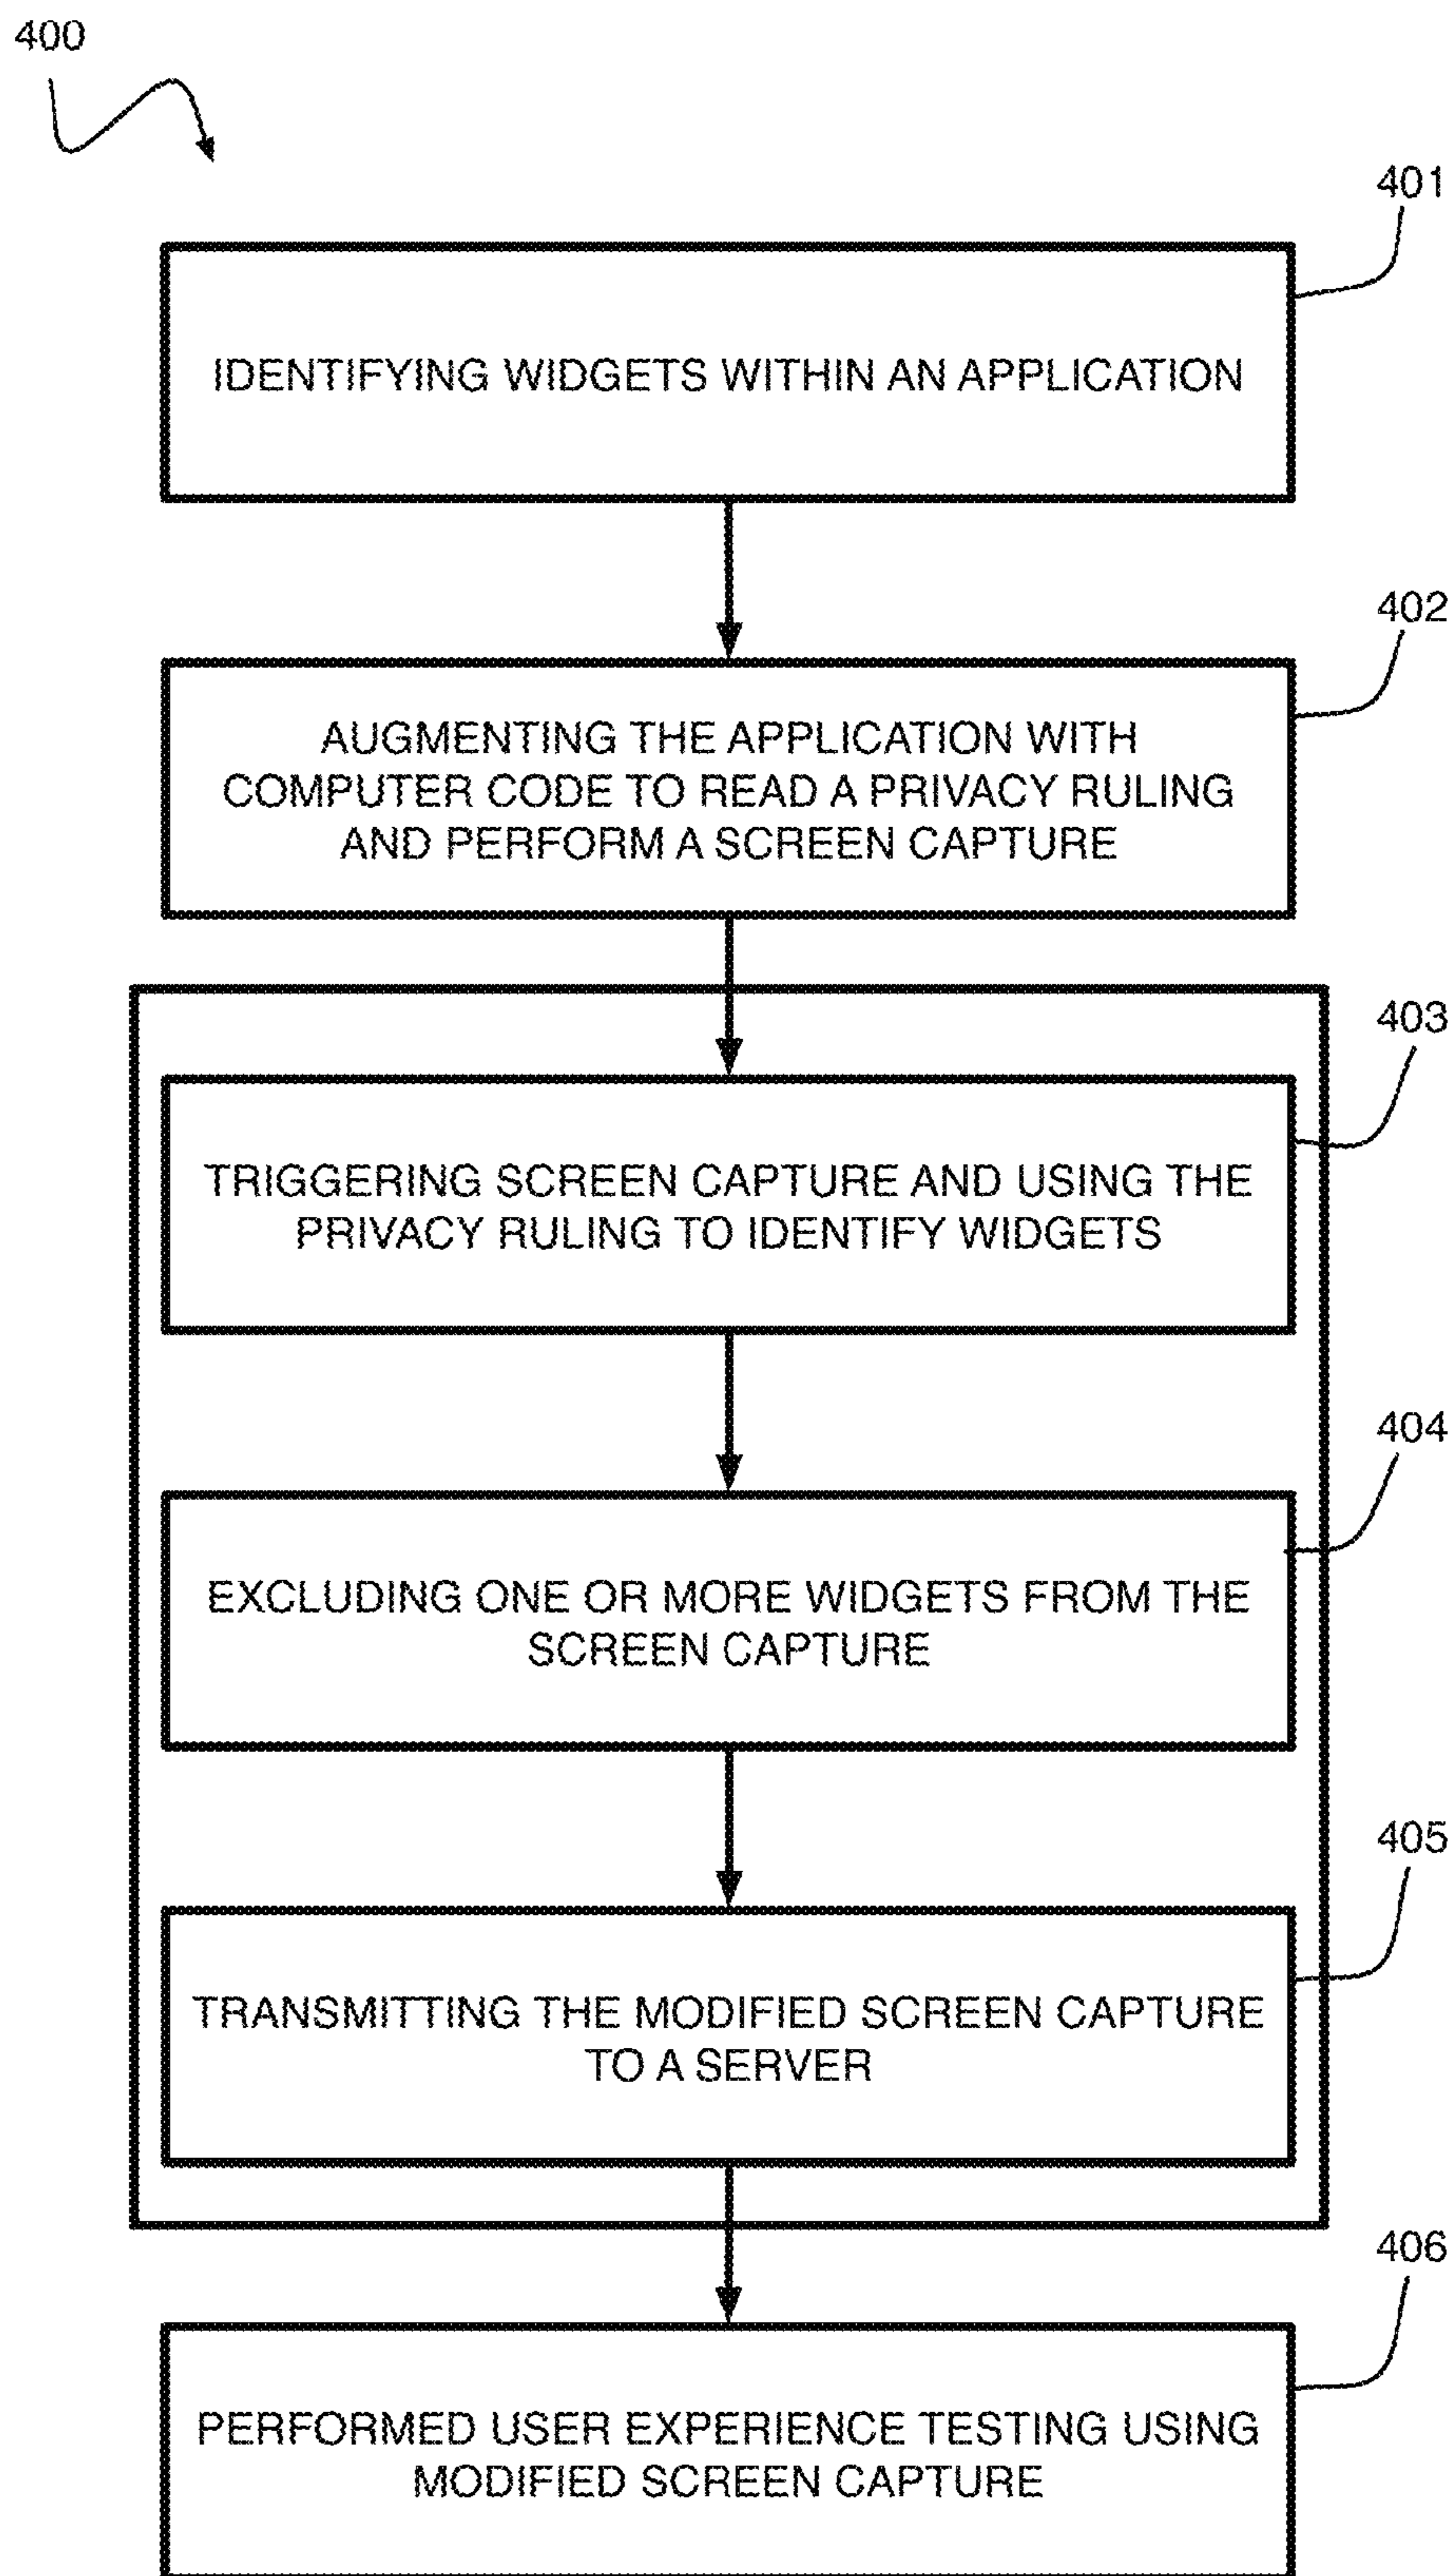 400
401
IDENTIFYING WIDGETS WITHIN AN APPLICATION
402
AUGMENTING THE APPLICATION WITH
COMPUTER CODE TO READ A PRIVACY RULING
AND PERFORM A SCREEN CAPTURE
403
TRIGGERING SCREEN CAPTURE AND USING THE
PRIVACY RULING TO IDENTIFY WIDGETS
404
EXCLUDING ONE OR MORE WIDGETS FROM THE
SCREEN CAPTURE
405
TRANSMITTING THE MODIFIED SCREEN CAPTURE
TO A SERVER
406
PERFORMED USER EXPERIENCE TESTING USING
MODIFIED SCREEN CAPTURE